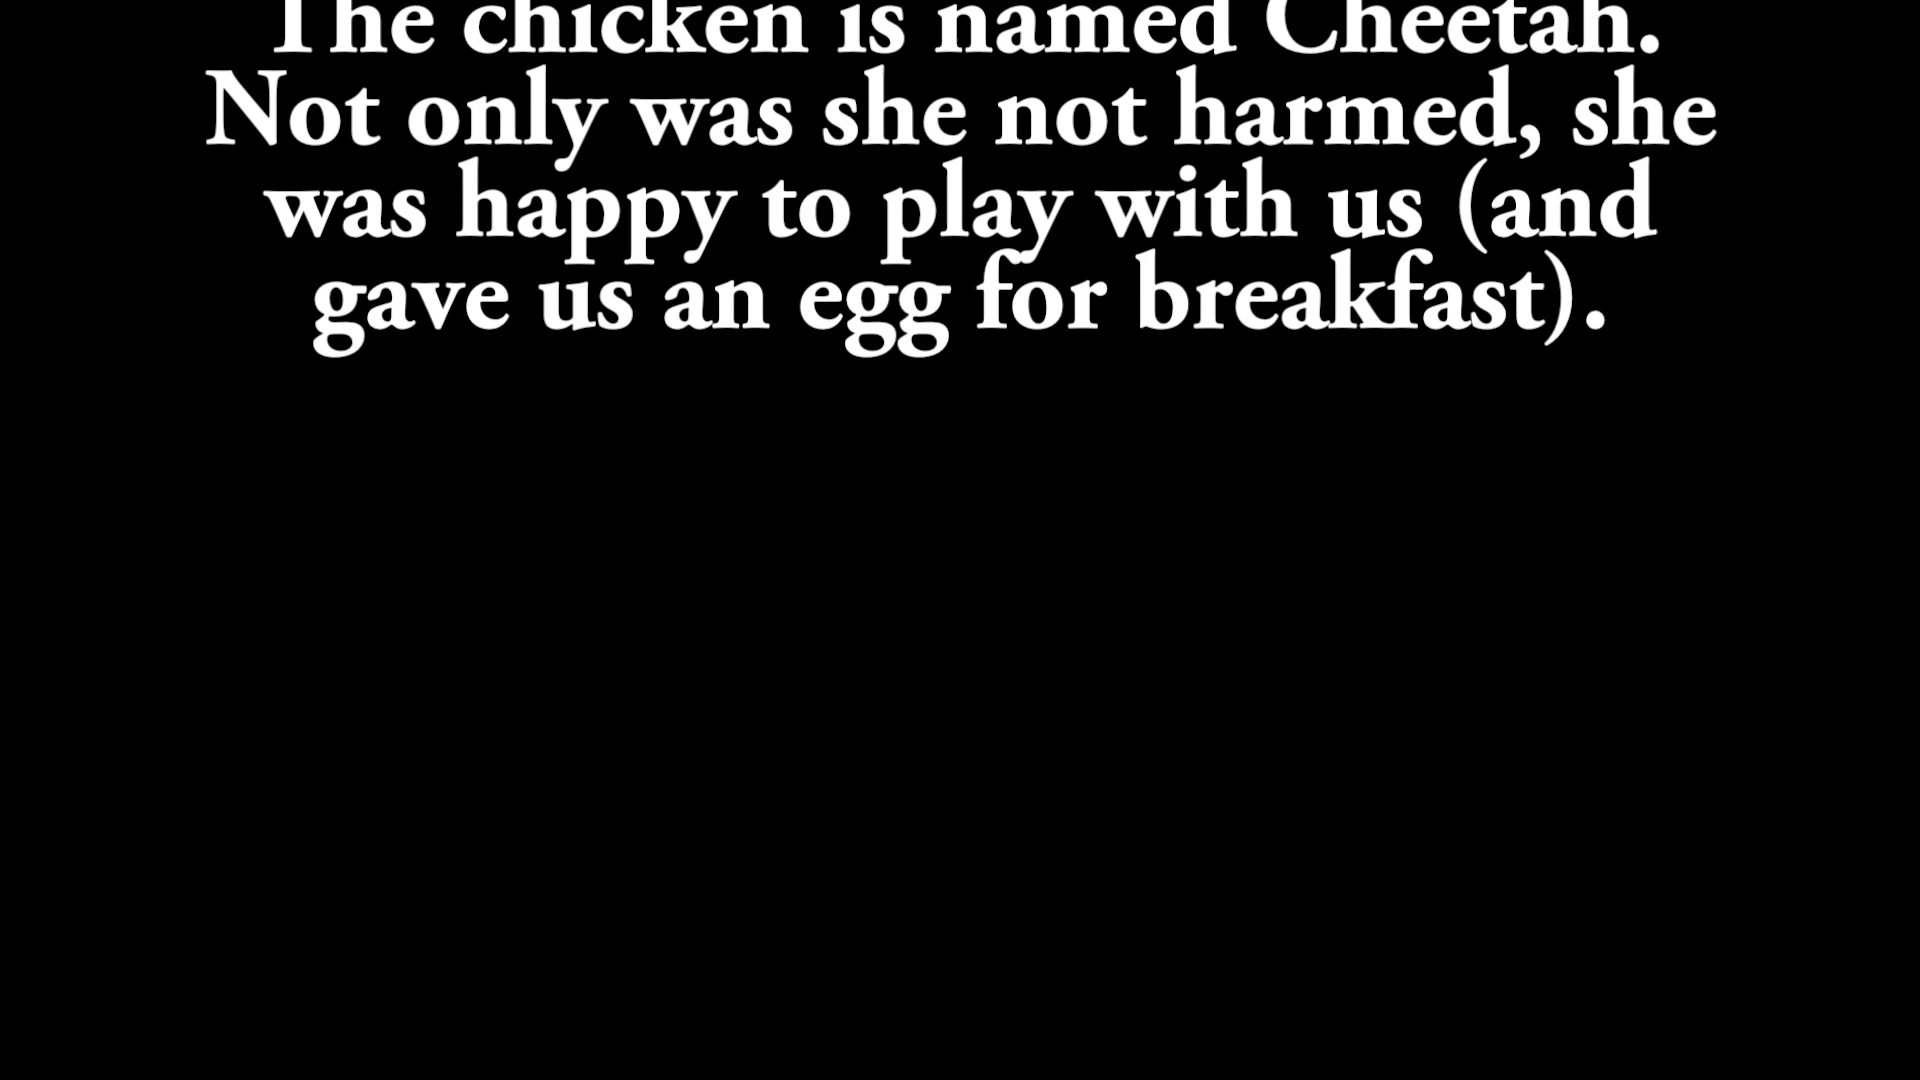 The chicken is named Cheetah.
Not only was she not harmed, she
was happy to play with us (and
gave us an egg for breakfast).